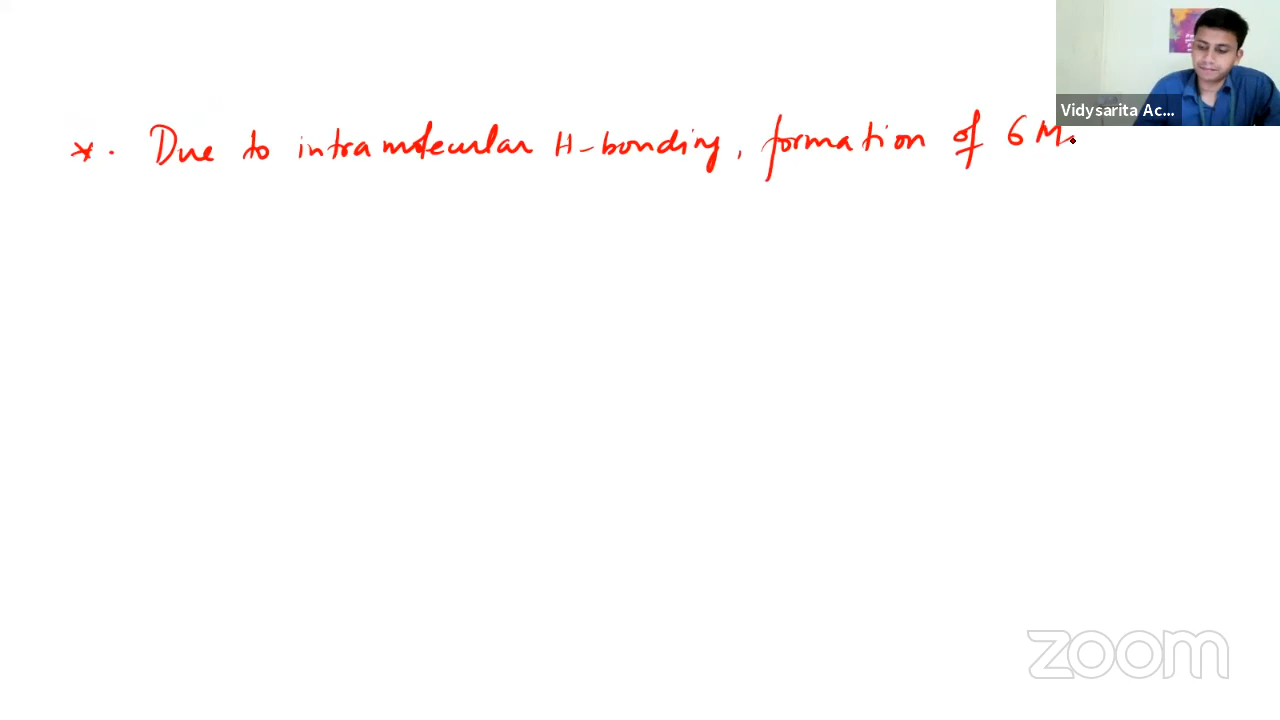 Vidysarita Ac...
*. Due to intramolecular H-bonding, formation of 6 M
zoom